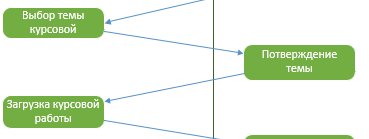 Выбор темы
курсовой
Потверждение
темы
Загрузка курсовой
работы